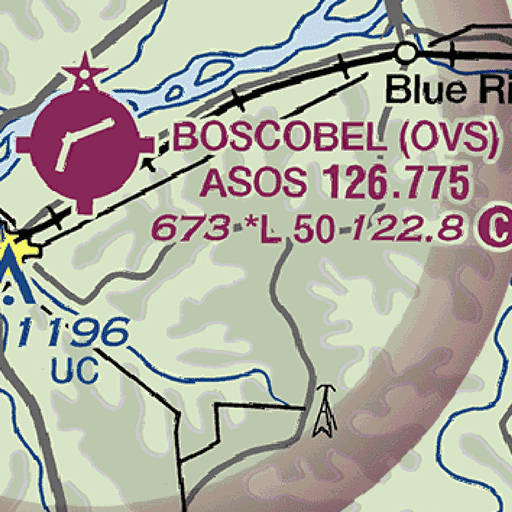 Blue Ri
BOSCOBEL (OVS)
ASOS 126.775
673 *L 50 122.8 C
1196
UC